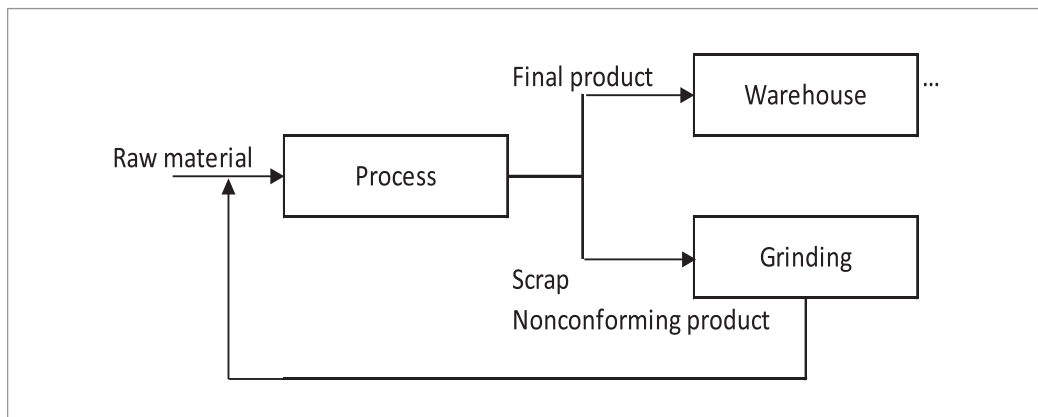 Final product
Warehouse
...
Raw material
Process
Grinding
Scrap
Nonconforming product